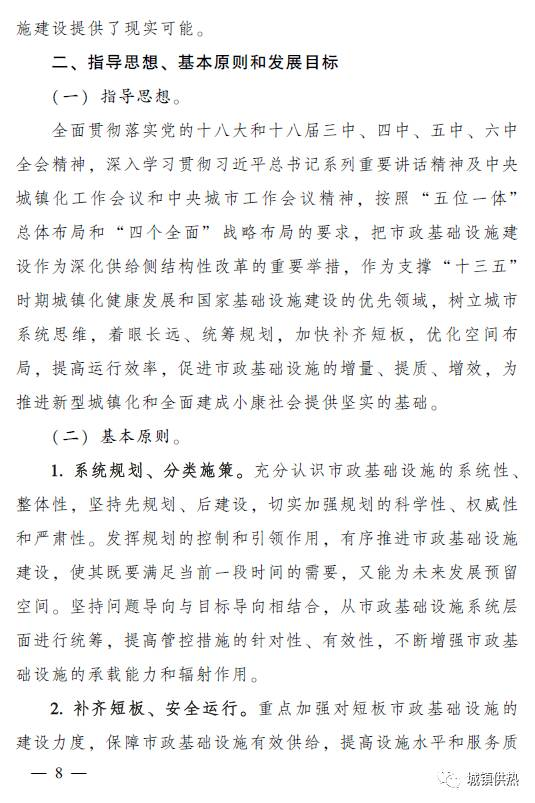 施建设提供了现实可能。
二、指导思想、基本原则和发展目标
（一）指导思想。
全面贯彻落实党的十八大和十八届三中、四中、五中、六中
全会精神，深入学习贯彻习近平总书记系列重要讲话精神及中央
城镇化工作会议和中央城市工作会议精神，按照“五位一体”
总体布局和“四个全面”战略布局的要求，把市政基础设施建
设作为深化供给侧结构性改革的重要举措，作为支撑“十三五”
时期城镇化健康发展和国家基础设施建设的优先领域，树立城市
系统思维，着眼长远、统筹规划，加快补齐短板，优化空间布
局，提高运行效率，促进市政基础设施的增量、提质、增效，为
推进新型城镇化和全面建成小康社会提供坚实的基础。
（二）基本原则。
1. 系统规划、分类施策。充分认识市政基础设施的系统性、
整体性，坚持先规划、后建设，切实加强规划的科学性、权威性
和严肃性。发挥规划的控制和引领作用，有序推进市政基础设施
建设，使其既要满足当前一段时间的需要，又能为未来发展预留
空间。坚持问题导向与目标导向相结合，从市政基础设施系统层
面进行统筹，提高管控措施的针对性、有效性，不断增强市政基
础设施的承载能力和辐射作用。
2. 补齐短板、安全运行。重点加强对短板市政基础设施的
建设力度，保障市政基础设施有效供给，提高设施水平和服务质
— 8 —
城镇供热